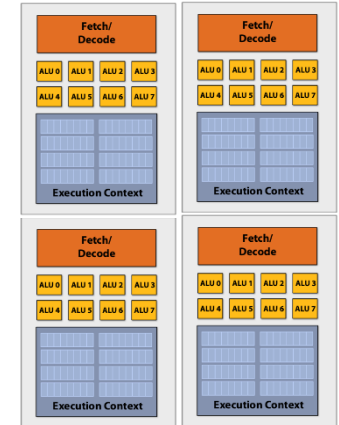 Fetch/
Decode
ALU 0 ALU 1 ALU 2 ALU 3
ALU 4 ALU 5 ALU 6 ALU 7
Execution Context
Fetch/
Decode
ALU 0 ALU 1 ALU 2 ALU 3
ALU 4 ALU 5 ALU 6 ALU 7
Execution Context
Fetch/
Decode
ALU 0 ALU 1 ALU 2 ALU 3
ALU 4 ALU 5 ALU 6 ALU 7
Execution Context
Fetch/
Decode
ALU 0 ALU 1 ALU 2 ALU 3
ALU 4 ALU 5 ALU 6 ALU 7
Execution Context